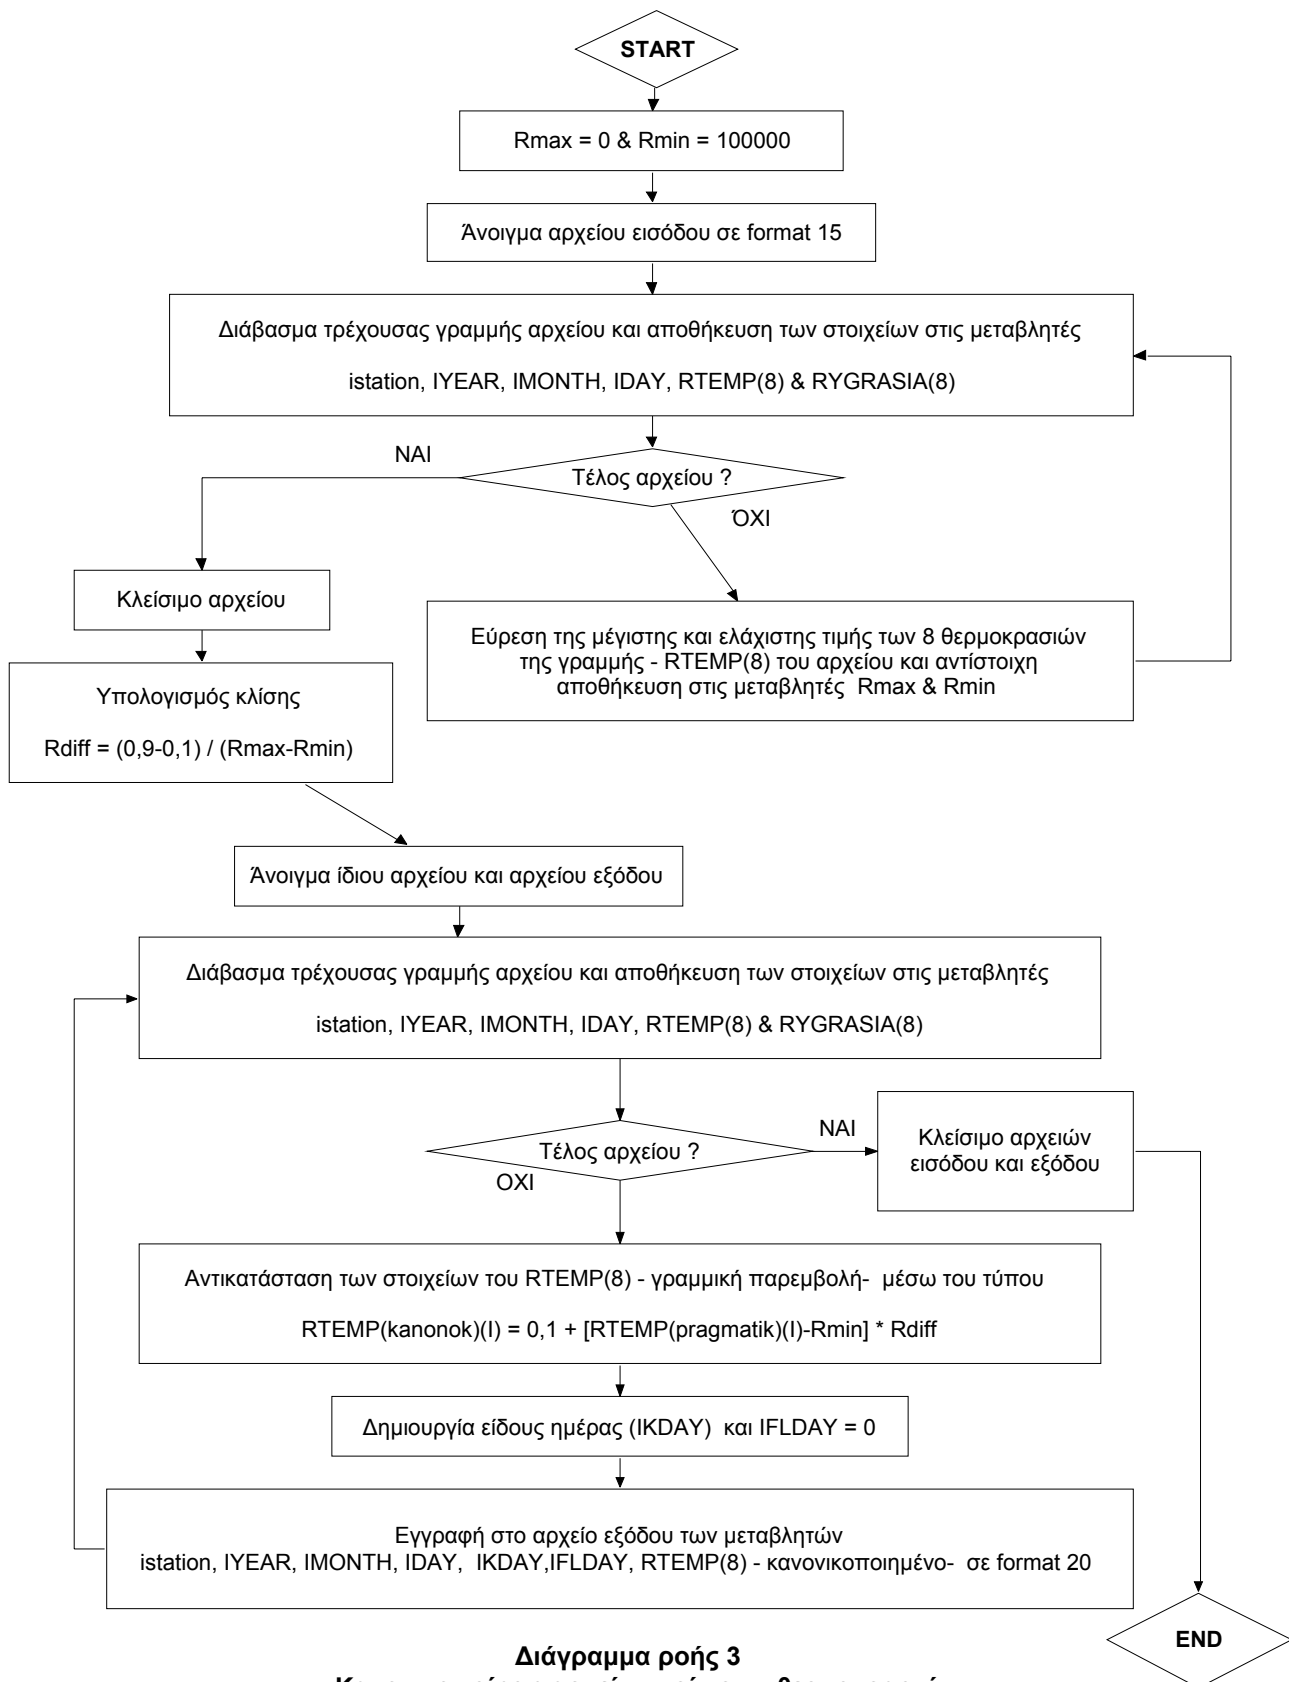 START
Rmax = 0 & Rmin = 100000
Άνοιγμα αρχείου εισόδου σε format 15
Διάβασμα τρέχουσας γραμμής αρχείου και αποθήκευση των στοιχείων στις μεταβλητές
istation, IYEAR, IMONTH, IDAY, RTEMP(8) & RYGRASIA(8)
ΝΑΙ
Τέλος αρχείου ?
ΌΧΙ
Κλείσιμο αρχείου
Εύρεση της μέγιστης και ελάχιστης τιμής των 8 θερμοκρασιών
της γραμμής - RTEMP(8) του αρχείου και αντίστοιχη
αποθήκευση στις μεταβλητές Rmax & Rmin
Υπολογισμός κλίσης
Rdiff = (0,9-0,1) / (Rmax-Rmin)
Άνοιγμα ίδιου αρχείου και αρχείου εξόδου
Διάβασμα τρέχουσας γραμμής αρχείου και αποθήκευση των στοιχείων στις μεταβλητές
istation, IYEAR, IMONTH, IDAY, RTEMP(8) & RYGRASIA(8)
Τέλος αρχείου ?
ΝΑΙ
ΟΧΙ
Κλείσιμο αρχειών
εισόδου και εξόδου
Αντικατάσταση των στοιχείων του RTEMP(8) - γραμμική παρεμβολή- μέσω του τύπου
RTEMP(kanonok)(I) = 0,1 + [RTEMP(pragmatik)(I)-Rmin] * Rdiff
Δημιουργία είδους ημέρας (IKDAY) και IFLDAY = 0
Εγγραφή στο αρχείο εξόδου των μεταβλητών
istation, IYEAR, IMONTH, IDAY, IKDAY,IFLDAY, RTEMP(8) - κανονικοποιημένο- σε format 20
END
Διάγραμμα ροής 3